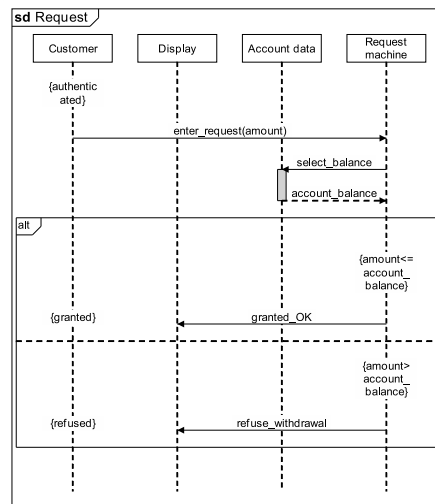 sd Request
Customer
Display
Account data
Request
machine
{authentic
ated}
enter_request(amount)
select_balance
account_balance
alt
{amount<=
account_
balance}
{granted}
granted_OK
{amount>
account_
balance}
{refused}
refuse_withdrawal